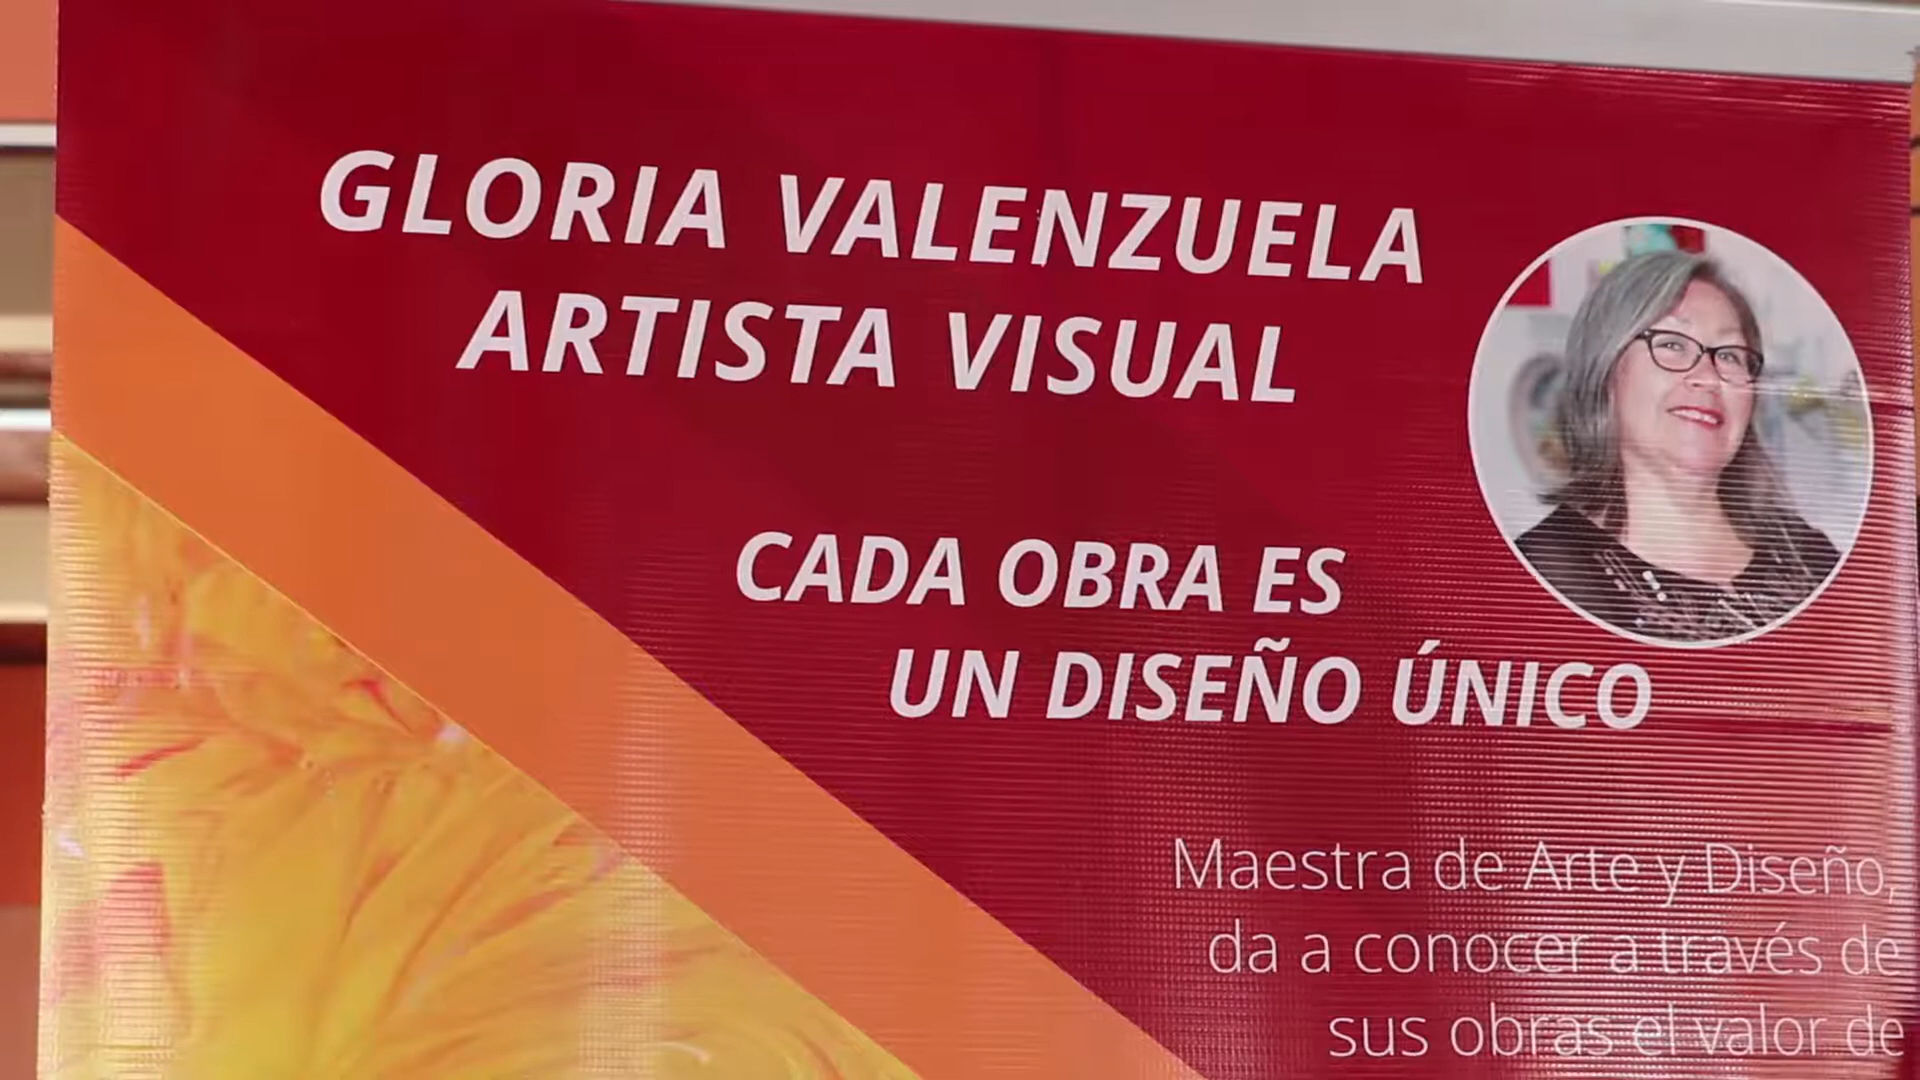 GLORIA VALENZUELA
ARTISTA VISUAL
CADA OBRA ES
UN DISEÑO ÚNICO
Maestra de Arte y Diseño,
da a conocer a través de
sus obras el valor de